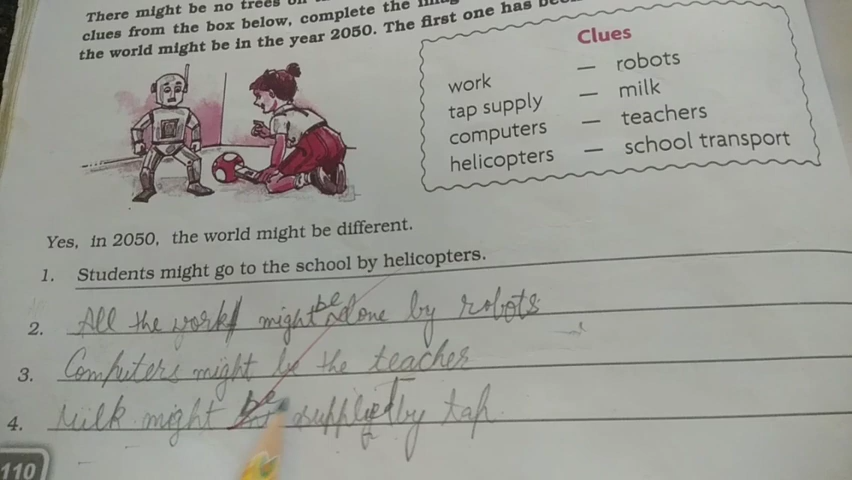 There might be no trees
clues from the box below, complete the
the world might be in the year 2050. The first one has
Clues
work — robots
tap supply — milk
computers — teachers
helicopters — school transport
Yes, in 2050, the world might be different.
1. Students might go to the school by helicopters.
2. All the work might be done by robots
3. Computers might be the teacher
4. Milk might be supplied by tap
110